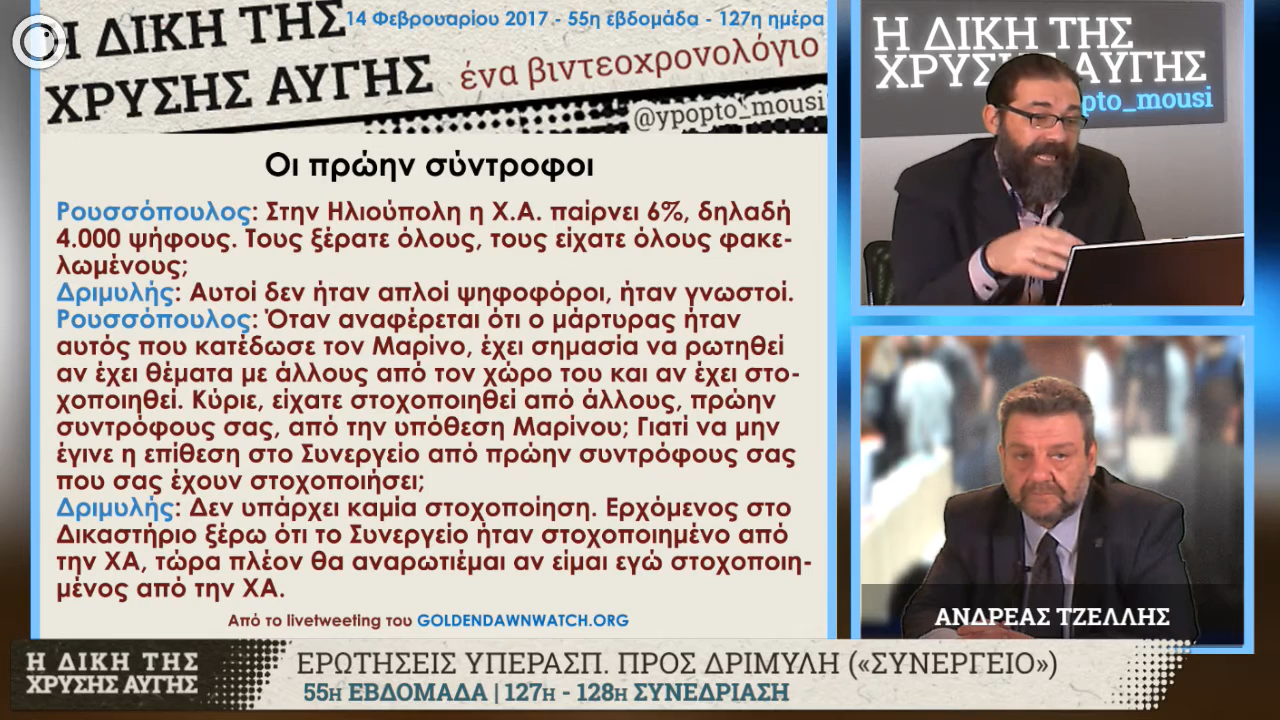 14 Φεβρουαρίου 2017 - 55η εβδομάδα - 127η ημέρα
Η ΔΙΚΗ ΤΗΣ
ΧΡΥΣΗΣ ΑΥΓΗΣ
ένα βιντεοχρονολόγιο
@ypopto_mousi
Οι πρώην σύντροφοι
Ρουσσόπουλος: Στην Ηλιούπολη η Χ.Α. παίρνει 6%, δηλαδή
4.000 ψήφους. Τους ξέρατε όλους, τους είχατε όλους φακε-
λωμένους;
Δριμυλής: Αυτοί δεν ήταν απλοί ψηφοφόροι, ήταν γνωστοί.
Ρουσσόπουλος: Όταν αναφέρεται ότι ο μάρτυρας ήταν
αυτός που κατέδωσε τον Μαρίνο, έχει σημασία να ρωτηθεί
αν έχει θέματα με άλλους από τον χώρο του και αν έχει στο-
χοποιηθεί. Κύριε, είχατε στοχοποιηθεί από άλλους, πρώην
συντρόφους σας, από την υπόθεση Μαρίνου; Γιατί να μην
έγινε η επίθεση στο Συνεργείο από πρώην συντρόφους σας
που σας έχουν στοχοποιήσει;
Δριμυλής: Δεν υπάρχει καμία στοχοποίηση. Ερχόμενος στο
Δικαστήριο ξέρω ότι το Συνεργείο ήταν στοχοποιημένο από
την ΧΑ, τώρα πλέον θα αναρωτιέμαι αν είμαι εγώ στοχοποιη-
μένος από την ΧΑ.
Από το livetweeting του GOLDENDAWNWATCH.ORG
Η ΔΙΚΗ ΤΗΣ
ΧΡΥΣΗΣ ΑΥΓΗΣ
ypopto_mousi
ΑΝΔΡΕΑΣ ΤΖΕΛΛΗΣ
Η ΔΙΚΗ ΤΗΣ
ΧΡΥΣΗΣ ΑΥΓΗΣ
ΕΡΩΤΗΣΕΙΣ ΥΠΕΡΑΣΠ. ΠΡΟΣ ΔΡΙΜΥΛΗ («ΣΥΝΕΡΓΕΙΟ»)
55η ΕΒΔΟΜΑΔΑ | 127η - 128η ΣΥΝΕΔΡΙΑΣΗ